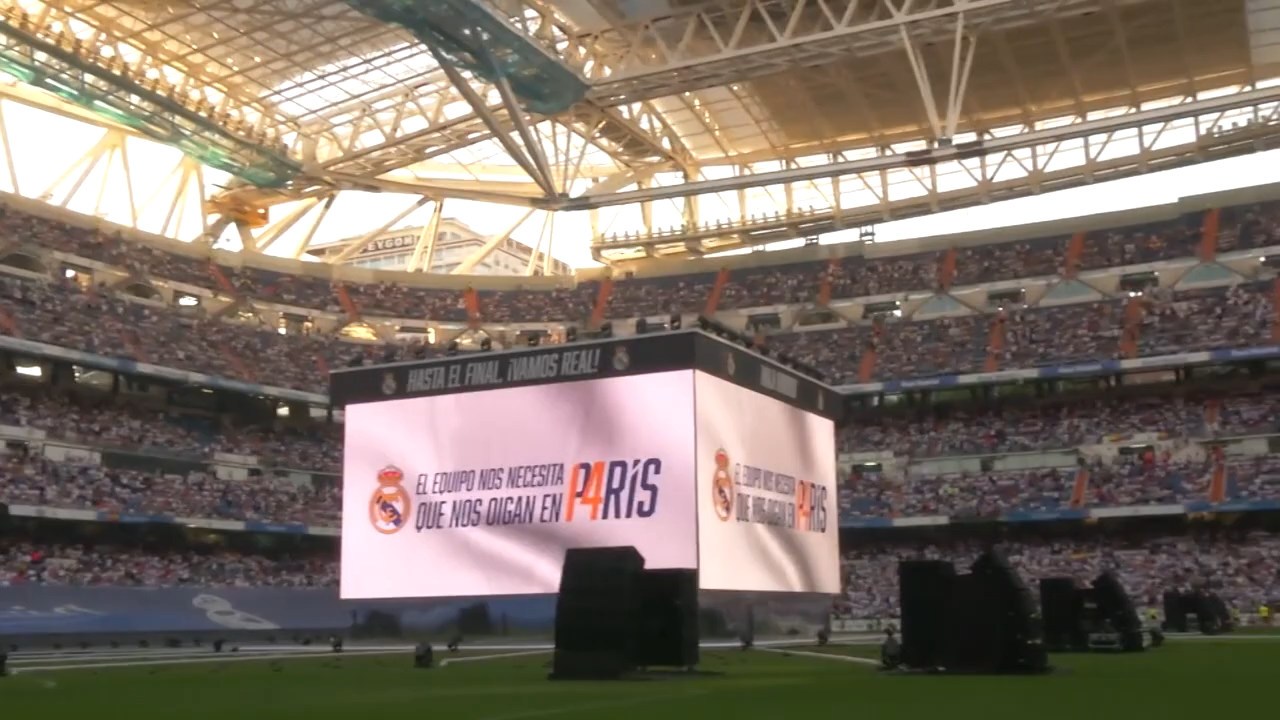 EYGON
HASTA EL FINAL, ¡VAMOS REAL!
EL EQUIPO NOS NECESITA
QUE NOS OIGAN EN P4RÍS
EL EQUIPO NOS NECESITA
QUE NOS OIGAN EN P4RÍS